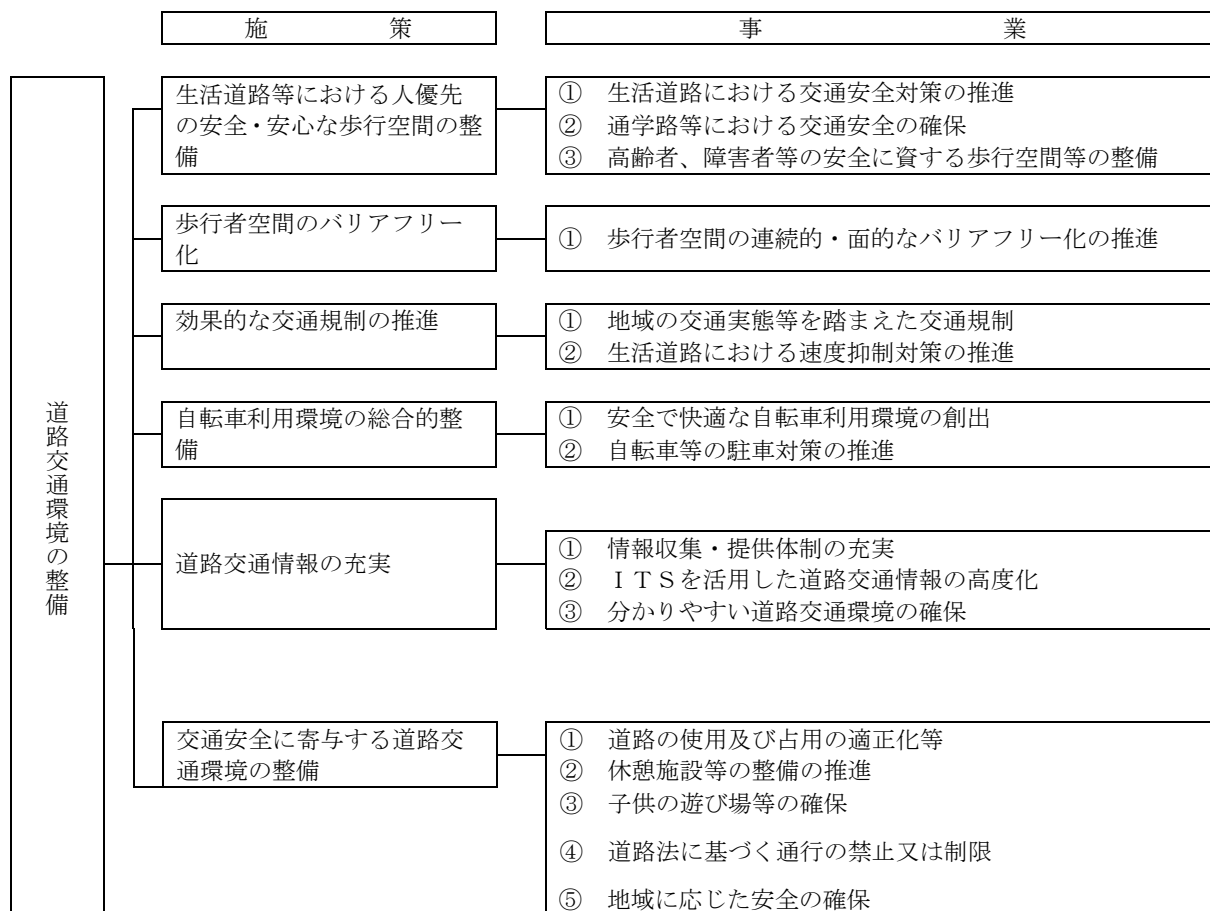 施　策
事　業
道路交通環境の整備
生活道路等における人優先
の安全・安心な歩行空間の整
備
① 生活道路における交通安全対策の推進
② 通学路等における交通安全の確保
③ 高齢者、障害者等の安全に資する歩行空間等の整備
歩行者空間のバリアフリー
化
① 歩行者空間の連続的・面的なバリアフリー化の推進
効果的な交通規制の推進
① 地域の交通実態等を踏まえた交通規制
② 生活道路における速度抑制対策の推進
自転車利用環境の総合的整
備
① 安全で快適な自転車利用環境の創出
② 自転車等の駐車対策の推進
道路交通情報の充実
① 情報収集・提供体制の充実
② ＩＴＳを活用した道路交通情報の高度化
③ 分かりやすい道路交通環境の確保
交通安全に寄与する道路交
通環境の整備
① 道路の使用及び占用の適正化等
② 休憩施設等の整備の推進
③ 子供の遊び場等の確保
④ 道路法に基づく通行の禁止又は制限
⑤ 地域に応じた安全の確保